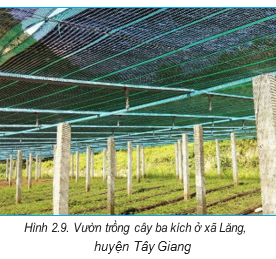 Hình 2.9. Vườn trồng cây ba kích ở xã Lăng,
huyện Tây Giang